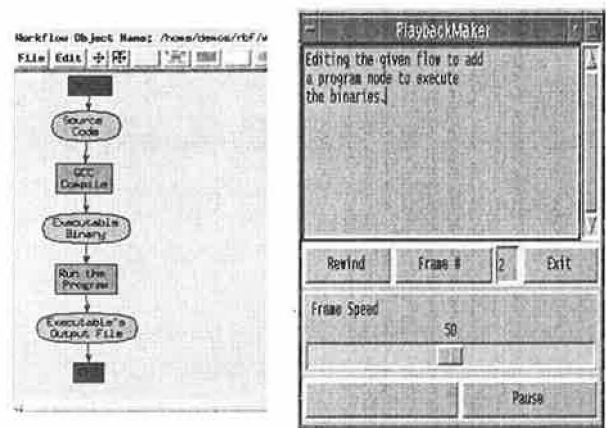 Workflow Object Name: /home/demos/rbf/w
File Edit
Source
Code
GCC
Compile
Executable
Binary
Run the
Program
Executable's
Output File
PlaybackMaker
Editing the given flow to add
a program node to execute
the binaries.
Rewind Frame # 2 Exit
Frame Speed
50
Pause